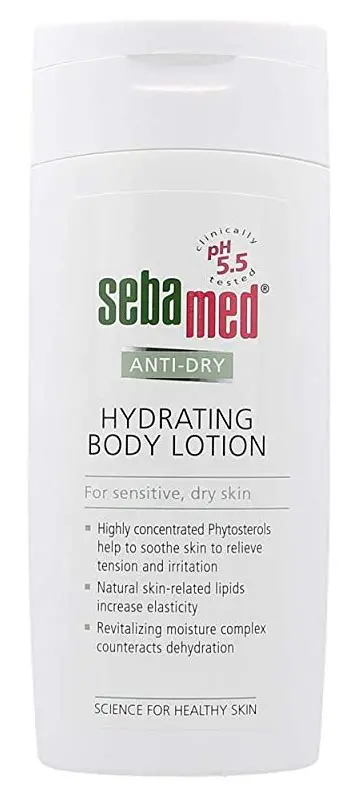 clinically
pH
5.5
tested
sebamed®
ANTI-DRY
HYDRATING
BODY LOTION
For sensitive, dry skin
▪ Highly concentrated Phytosterols
help to soothe skin to relieve
tension and irritation
▪ Natural skin-related lipids
increase elasticity
▪ Revitalizing moisture complex
counteracts dehydration
SCIENCE FOR HEALTHY SKIN